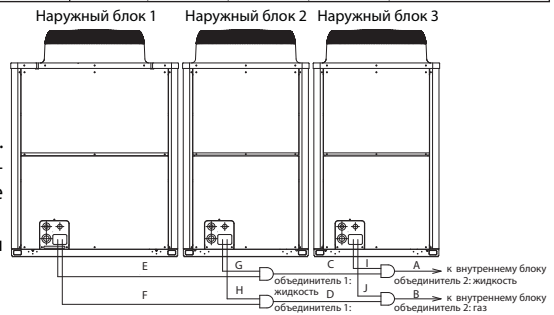 Наружный блок 1 Наружный блок 2 Наружный блок 3
E G C I A к внутреннему блоку
объединитель 1: объединитель 2: жидкость
жидкость
F H D J B к внутреннему блоку
объединитель 1: объединитель 2: газ